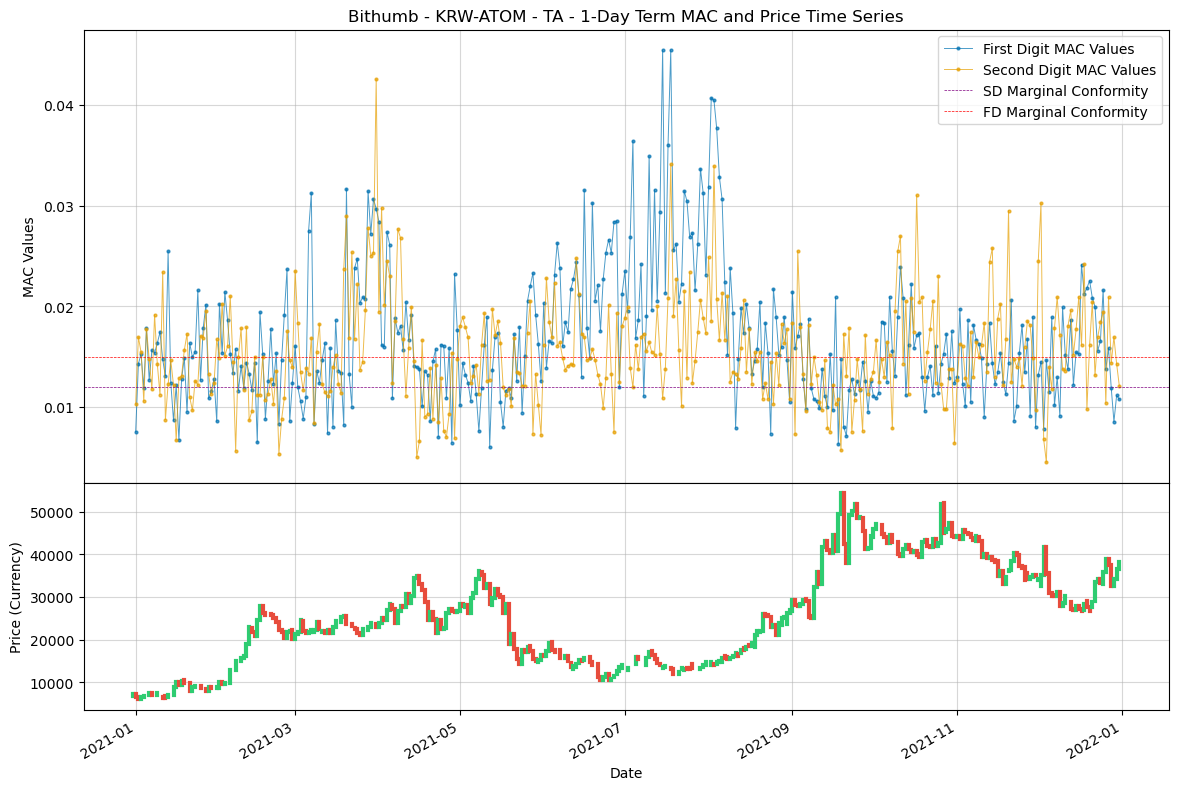 Bithumb - KRW-ATOM - TA - 1-Day Term MAC and Price Time Series
First Digit MAC Values
Second Digit MAC Values
SD Marginal Conformity
FD Marginal Conformity
MAC Values
0.04
0.03
0.02
0.01
Price (Currency)
50000
40000
30000
20000
10000
2021-01
2021-03
2021-05
2021-07
2021-09
2021-11
2022-01
Date